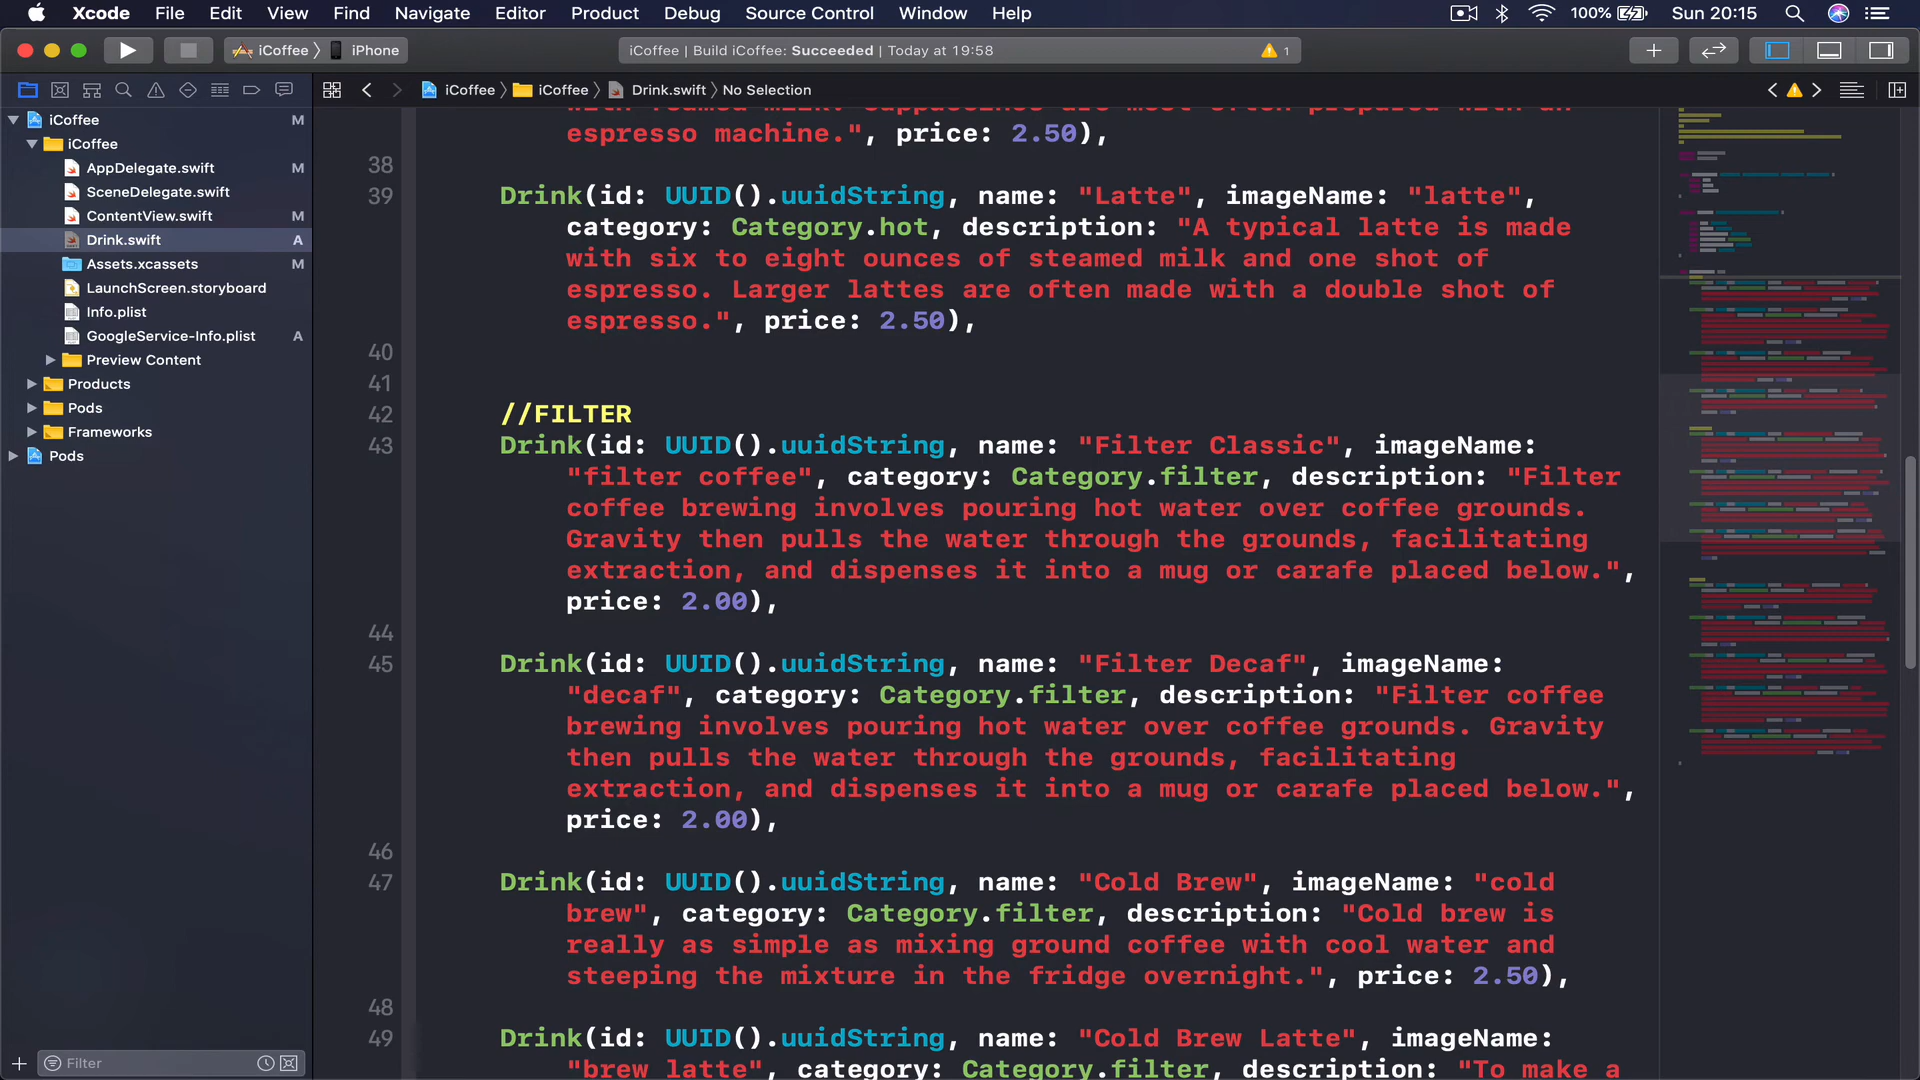 Xcode File Edit View Find Navigate Editor Product Debug Source Control Window Help 100% Sun 20:15
iCoffee iPhone iCoffee | Build iCoffee: Succeeded | Today at 19:58 1
iCoffee iCoffee Drink.swift No Selection
iCoffee M
iCoffee
AppDelegate.swift M
SceneDelegate.swift
ContentView.swift M
Drink.swift A
Assets.xcassets M
LaunchScreen.storyboard
Info.plist
GoogleService-Info.plist A
Preview Content
Products
Pods
Frameworks
Pods
Filter
with foamed milk. Cappuccinos are most often prepared with an
espresso machine.", price: 2.50),
38
39 Drink(id: UUID().uuidString, name: "Latte", imageName: "latte",
category: Category.hot, description: "A typical latte is made
with six to eight ounces of steamed milk and one shot of
espresso. Larger lattes are often made with a double shot of
espresso.", price: 2.50),
40
41
42 //FILTER
43 Drink(id: UUID().uuidString, name: "Filter Classic", imageName:
"filter coffee", category: Category.filter, description: "Filter
coffee brewing involves pouring hot water over coffee grounds.
Gravity then pulls the water through the grounds, facilitating
extraction, and dispenses it into a mug or carafe placed below.",
price: 2.00),
44
45 Drink(id: UUID().uuidString, name: "Filter Decaf", imageName:
"decaf", category: Category.filter, description: "Filter coffee
brewing involves pouring hot water over coffee grounds. Gravity
then pulls the water through the grounds, facilitating
extraction, and dispenses it into a mug or carafe placed below.",
price: 2.00),
46
47 Drink(id: UUID().uuidString, name: "Cold Brew", imageName: "cold
brew", category: Category.filter, description: "Cold brew is
really as simple as mixing ground coffee with cool water and
steeping the mixture in the fridge overnight.", price: 2.50),
48
49 Drink(id: UUID().uuidString, name: "Cold Brew Latte", imageName:
"brew latte", category: Category.filter, description: "To make a